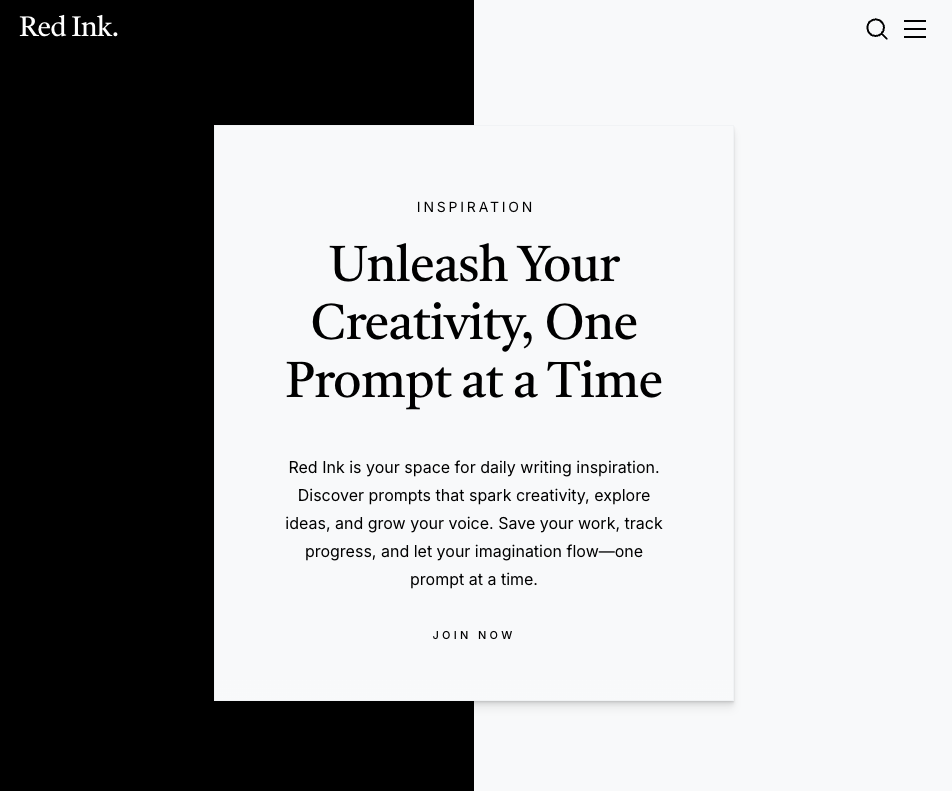 Red Ink.
INSPIRATION
Unleash Your
Creativity, One
Prompt at a Time
Red Ink is your space for daily writing inspiration.
Discover prompts that spark creativity, explore
ideas, and grow your voice. Save your work, track
progress, and let your imagination flow—one
prompt at a time.
JOIN NOW